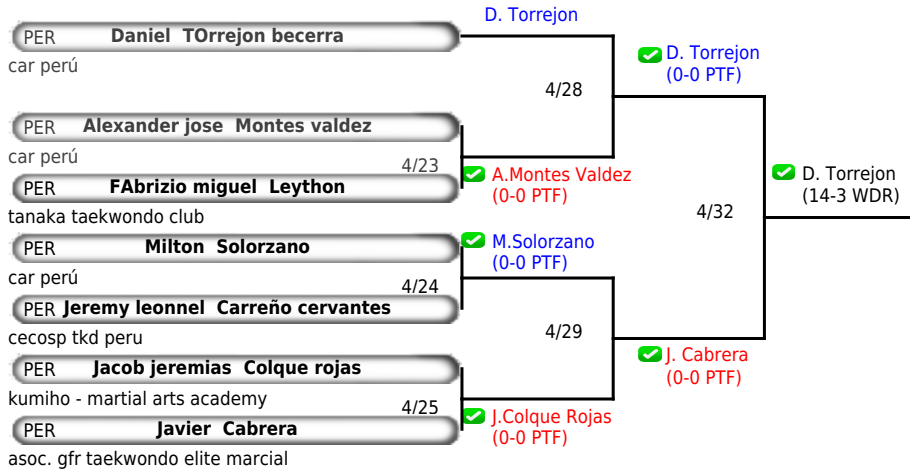 D. Torrejon
PER Daniel TOrrejon becerra
car perú
D. Torrejon
(0-0 PTF)
4/28
PER Alexander jose Montes valdez
car perú
4/23
A.Montes Valdez
(0-0 PTF)
PER FAbrizio miguel Leython
tanaka taekwondo club
D. Torrejon
(14-3 WDR)
4/32
PER Milton Solorzano
car perú
M.Solorzano
(0-0 PTF)
4/24
PER Jeremy leonnel Carreño cervantes
cecosp tkd peru
4/29
PER Jacob jeremias Colque rojas
kumiho - martial arts academy
J. Cabrera
(0-0 PTF)
4/25
J.Colque Rojas
(0-0 PTF)
PER Javier Cabrera
asoc. gfr taekwondo elite marcial